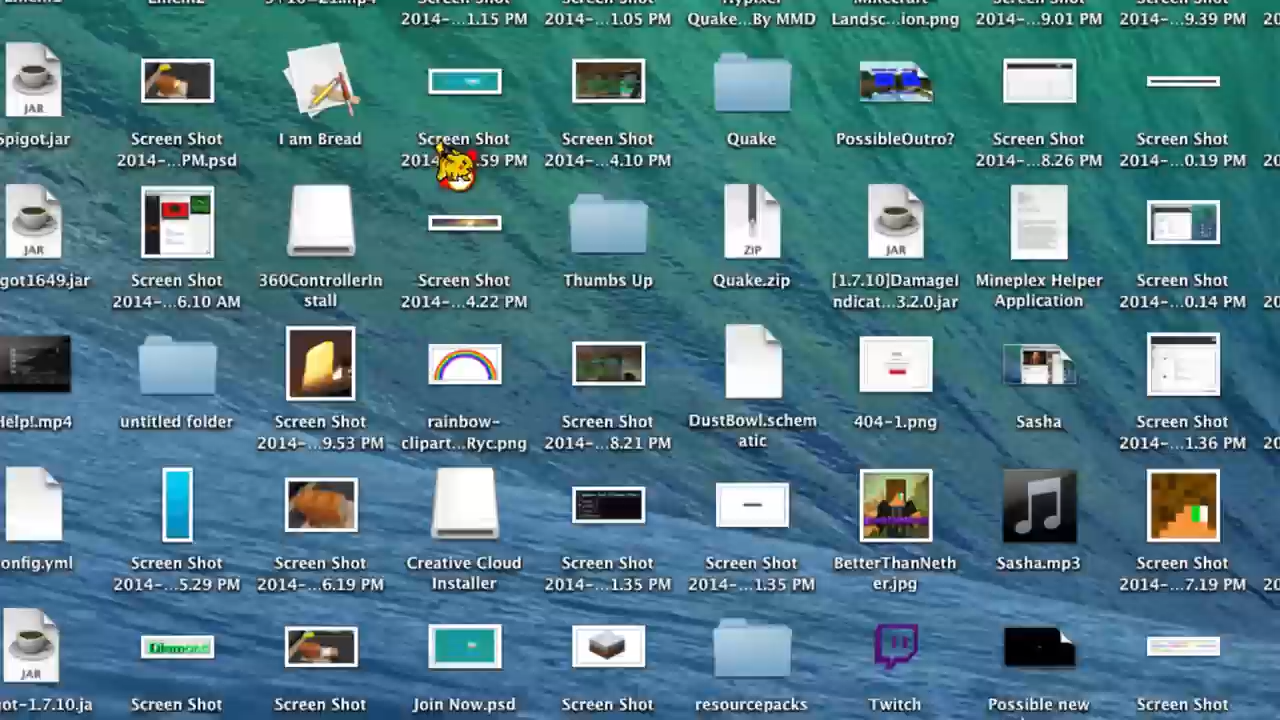 2014-...1.15 PM
2014-...1.05 PM
Quake...By MMD
Landsc...ion.png
2014-...9.01 PM
2014-...9.39 PM
JAR
Spigot.jar
Screen Shot
2014-...PM.psd
I am Bread
Screen Shot
Screen Shot
2014-...4.10 PM
Quake
PossibleOutro?
Screen Shot
2014-...8.26 PM
Screen Shot
2014-...0.19 PM
JAR
got1649.jar
Screen Shot
2014-...6.10 AM
360ControllerIn
stall
Screen Shot
2014-...4.22 PM
Thumbs Up
ZIP
Quake.zip
JAR
[1.7.10]DamageI
ndicat...3.2.0.jar
Mineplex Helper
Application
Screen Shot
2014-...0.14 PM
Help!.mp4
untitled folder
Screen Shot
2014-...9.53 PM
rainbow-
clipart...Ryc.png
Screen Shot
2014-...8.21 PM
DustBowl.schem
atic
404-1.png
Sasha
Screen Shot
2014-...1.36 PM
onfig.yml
Screen Shot
2014-...5.29 PM
Screen Shot
2014-...6.19 PM
Creative Cloud
Installer
Screen Shot
2014-...1.35 PM
Screen Shot
2014-...1.35 PM
BetterThanNeth
er.jpg
Sasha.mp3
Screen Shot
2014-...7.19 PM
JAR
got-1.7.10.ja
Screen Shot
Screen Shot
Join Now.psd
Screen Shot
resourcepacks
Twitch
Possible new
Screen Shot